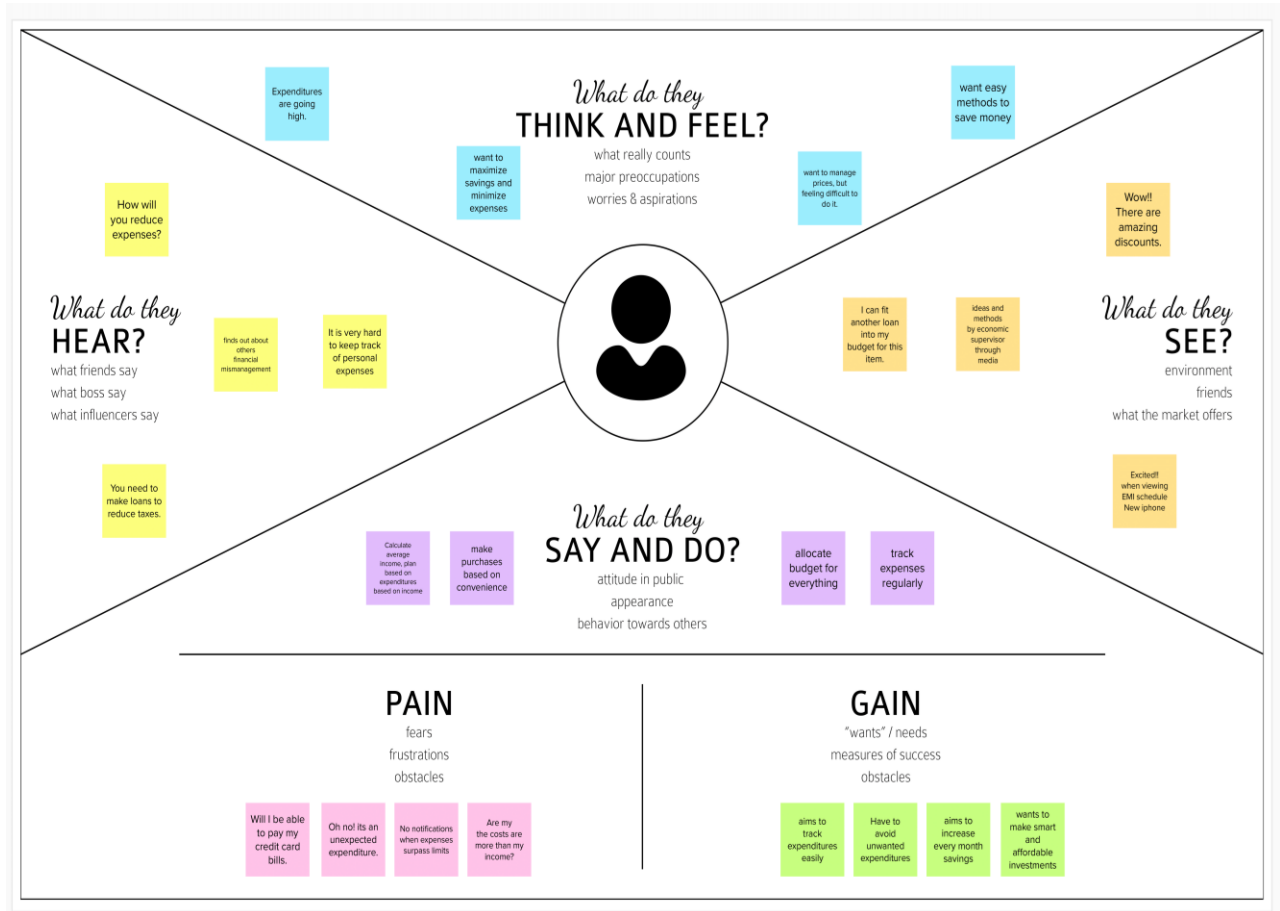 What do they
THINK AND FEEL?
what really counts
major preoccupations
worries & aspirations
Expenditures
are going
high.
want to
maximize
savings and
minimize
expenses
want to manage
prices, but
feeling difficult to
do it.
want easy
methods to
save money
What do they
HEAR?
what friends say
what boss say
what influencers say
How will
you reduce
expenses?
finds out about
others
financial
mismanagement
It is very hard
to keep track
of personal
expenses
You need to
make loans to
reduce taxes.
What do they
SEE?
environment
friends
what the market offers
Wow!!
There are
amazing
discounts.
I can fit
another loan
into my
budget for this
item.
ideas and
methods
by economic
supervisor
through
media
Excited!!
when viewing
EMI schedule
New iphone
What do they
SAY AND DO?
attitude in public
appearance
behavior towards others
Calculate
average
income, plan
based on
expenditures
based on income
make
purchases
based on
convenience
allocate
budget for
everything
track
expenses
regularly
PAIN
fears
frustrations
obstacles
Will I be able
to pay my
credit card
bills.
Oh no! its an
unexpected
expenditure.
No notifications
when expenses
surpass limits
Are my
the costs are
more than my
income?
GAIN
"wants" / needs
measures of success
obstacles
aims to
track
expenditures
easily
Have to
avoid
unwanted
expenditures
aims to
increase
every month
savings
wants to
make smart
and
affordable
investments